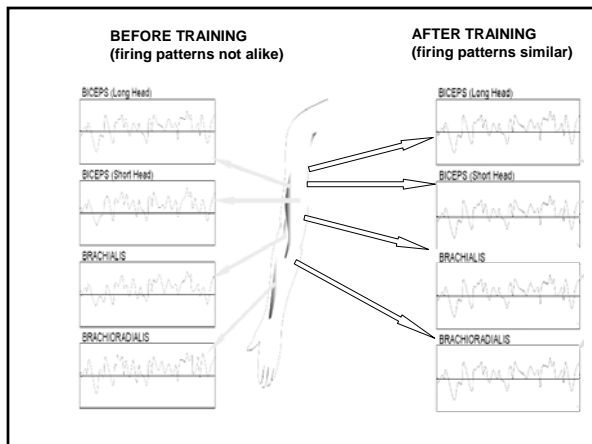 BEFORE TRAINING
(firing patterns not alike)
BICEPS (Long Head)
BICEPS (Short Head)
BRACHIALIS
BRACHIORADIALIS
AFTER TRAINING
(firing patterns similar)
BICEPS (Long Head)
BICEPS (Short Head)
BRACHIALIS
BRACHIORADIALIS